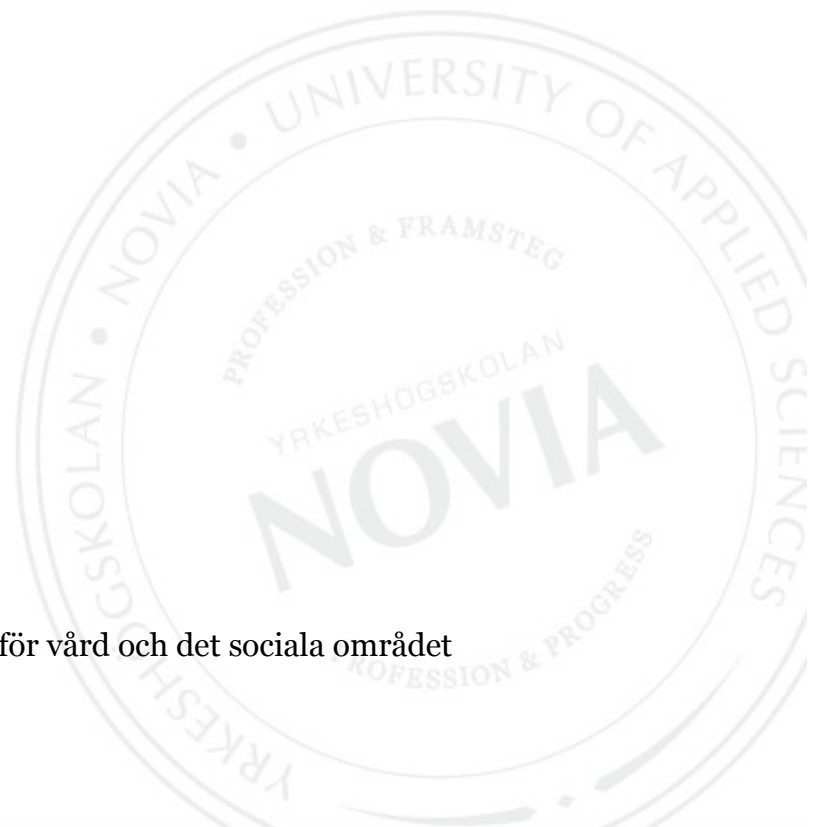 UNIVERSITY OF APPLIED SCIENCES
YRKESHÖGSKOLAN • NOVIA •
PROFESSION & FRAMSTEG
YRKESHÖGSKOLAN
NOVIA
PROFESSION & PROGRESS
för vård och det sociala området